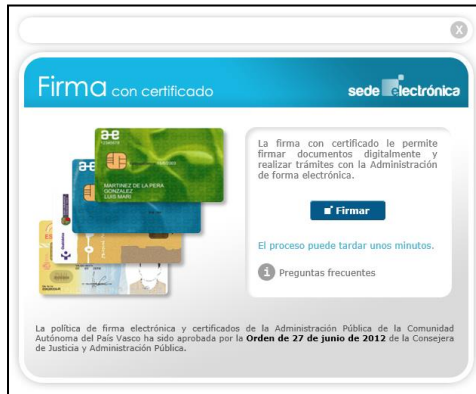 X
Firma con certificado
sede electrónica
La firma con certificado le permite
firmar documentos digitalmente y
realizar trámites con la Administración
de forma electrónica.
Firmar
El proceso puede tardar unos minutos.
i Preguntas frecuentes
MARTINEZ DE LA PERA
GONZALEZ
LUIS MARI
La política de firma electrónica y certificados de la Administración Pública de la Comunidad
Autónoma del País Vasco ha sido aprobada por la Orden de 27 de junio de 2012 de la Consejera
de Justicia y Administración Pública.